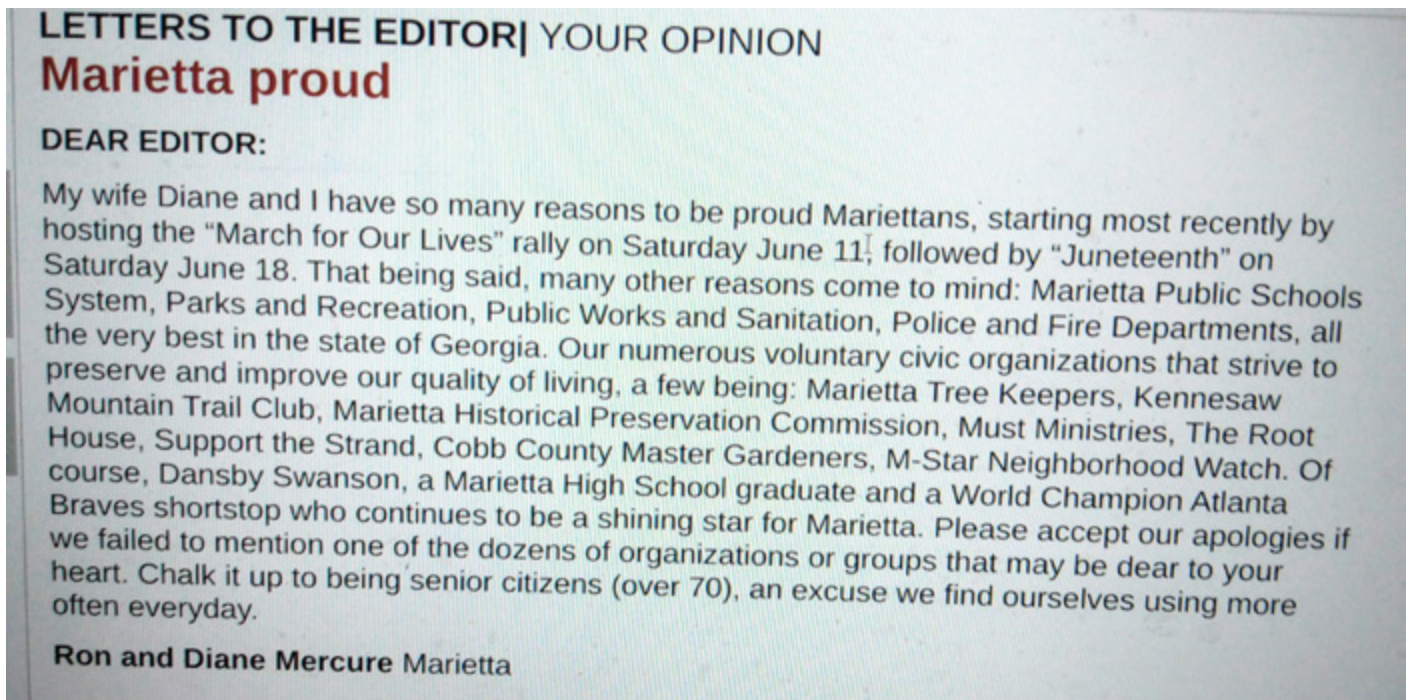 LETTERS TO THE EDITOR| YOUR OPINION
Marietta proud
DEAR EDITOR:
My wife Diane and I have so many reasons to be proud Mariettans, starting most recently by
hosting the “March for Our Lives” rally on Saturday June 11, followed by “Juneteenth” on
Saturday June 18. That being said, many other reasons come to mind: Marietta Public Schools
System, Parks and Recreation, Public Works and Sanitation, Police and Fire Departments, all
the very best in the state of Georgia. Our numerous voluntary civic organizations that strive to
preserve and improve our quality of living, a few being: Marietta Tree Keepers, Kennesaw
Mountain Trail Club, Marietta Historical Preservation Commission, Must Ministries, The Root
House, Support the Strand, Cobb County Master Gardeners, M-Star Neighborhood Watch. Of
course, Dansby Swanson, a Marietta High School graduate and a World Champion Atlanta
Braves shortstop who continues to be a shining star for Marietta. Please accept our apologies if
we failed to mention one of the dozens of organizations or groups that may be dear to your
heart. Chalk it up to being senior citizens (over 70), an excuse we find ourselves using more
often everyday.
Ron and Diane Mercure Marietta